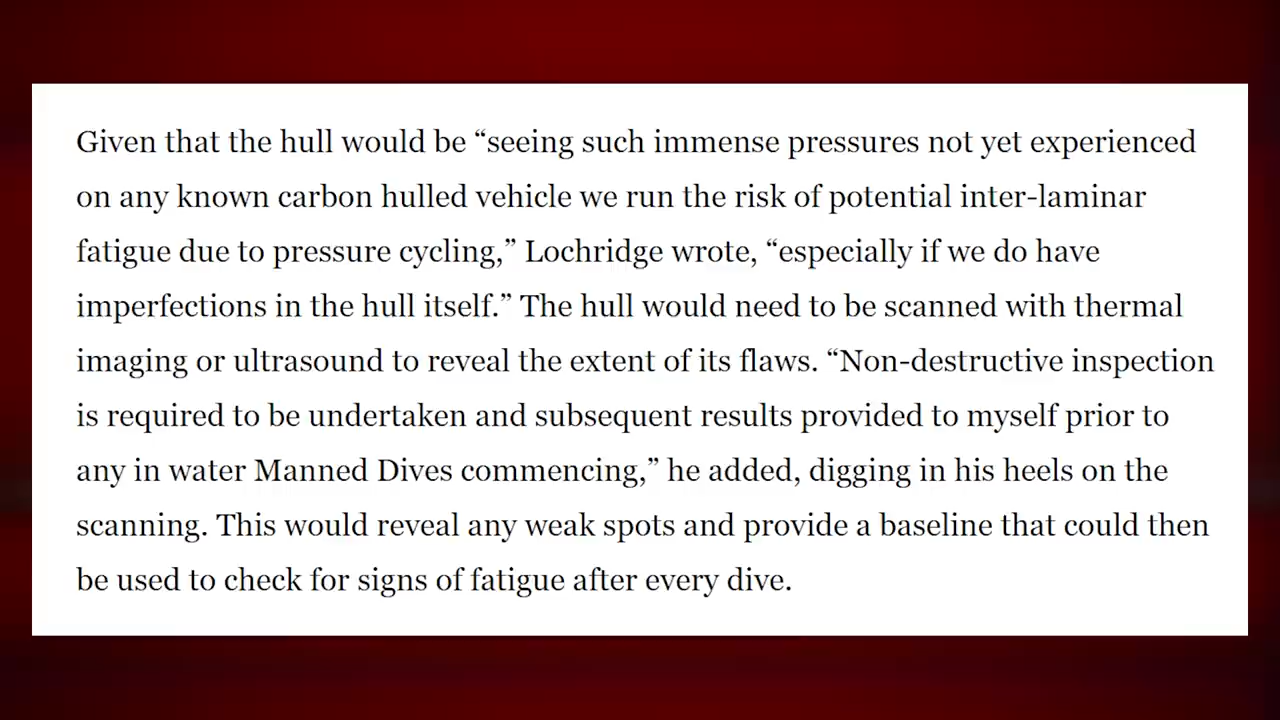 Given that the hull would be “seeing such immense pressures not yet experienced
on any known carbon hulled vehicle we run the risk of potential inter-laminar
fatigue due to pressure cycling,” Lochridge wrote, “especially if we do have
imperfections in the hull itself.” The hull would need to be scanned with thermal
imaging or ultrasound to reveal the extent of its flaws. “Non-destructive inspection
is required to be undertaken and subsequent results provided to myself prior to
any in water Manned Dives commencing,” he added, digging in his heels on the
scanning. This would reveal any weak spots and provide a baseline that could then
be used to check for signs of fatigue after every dive.